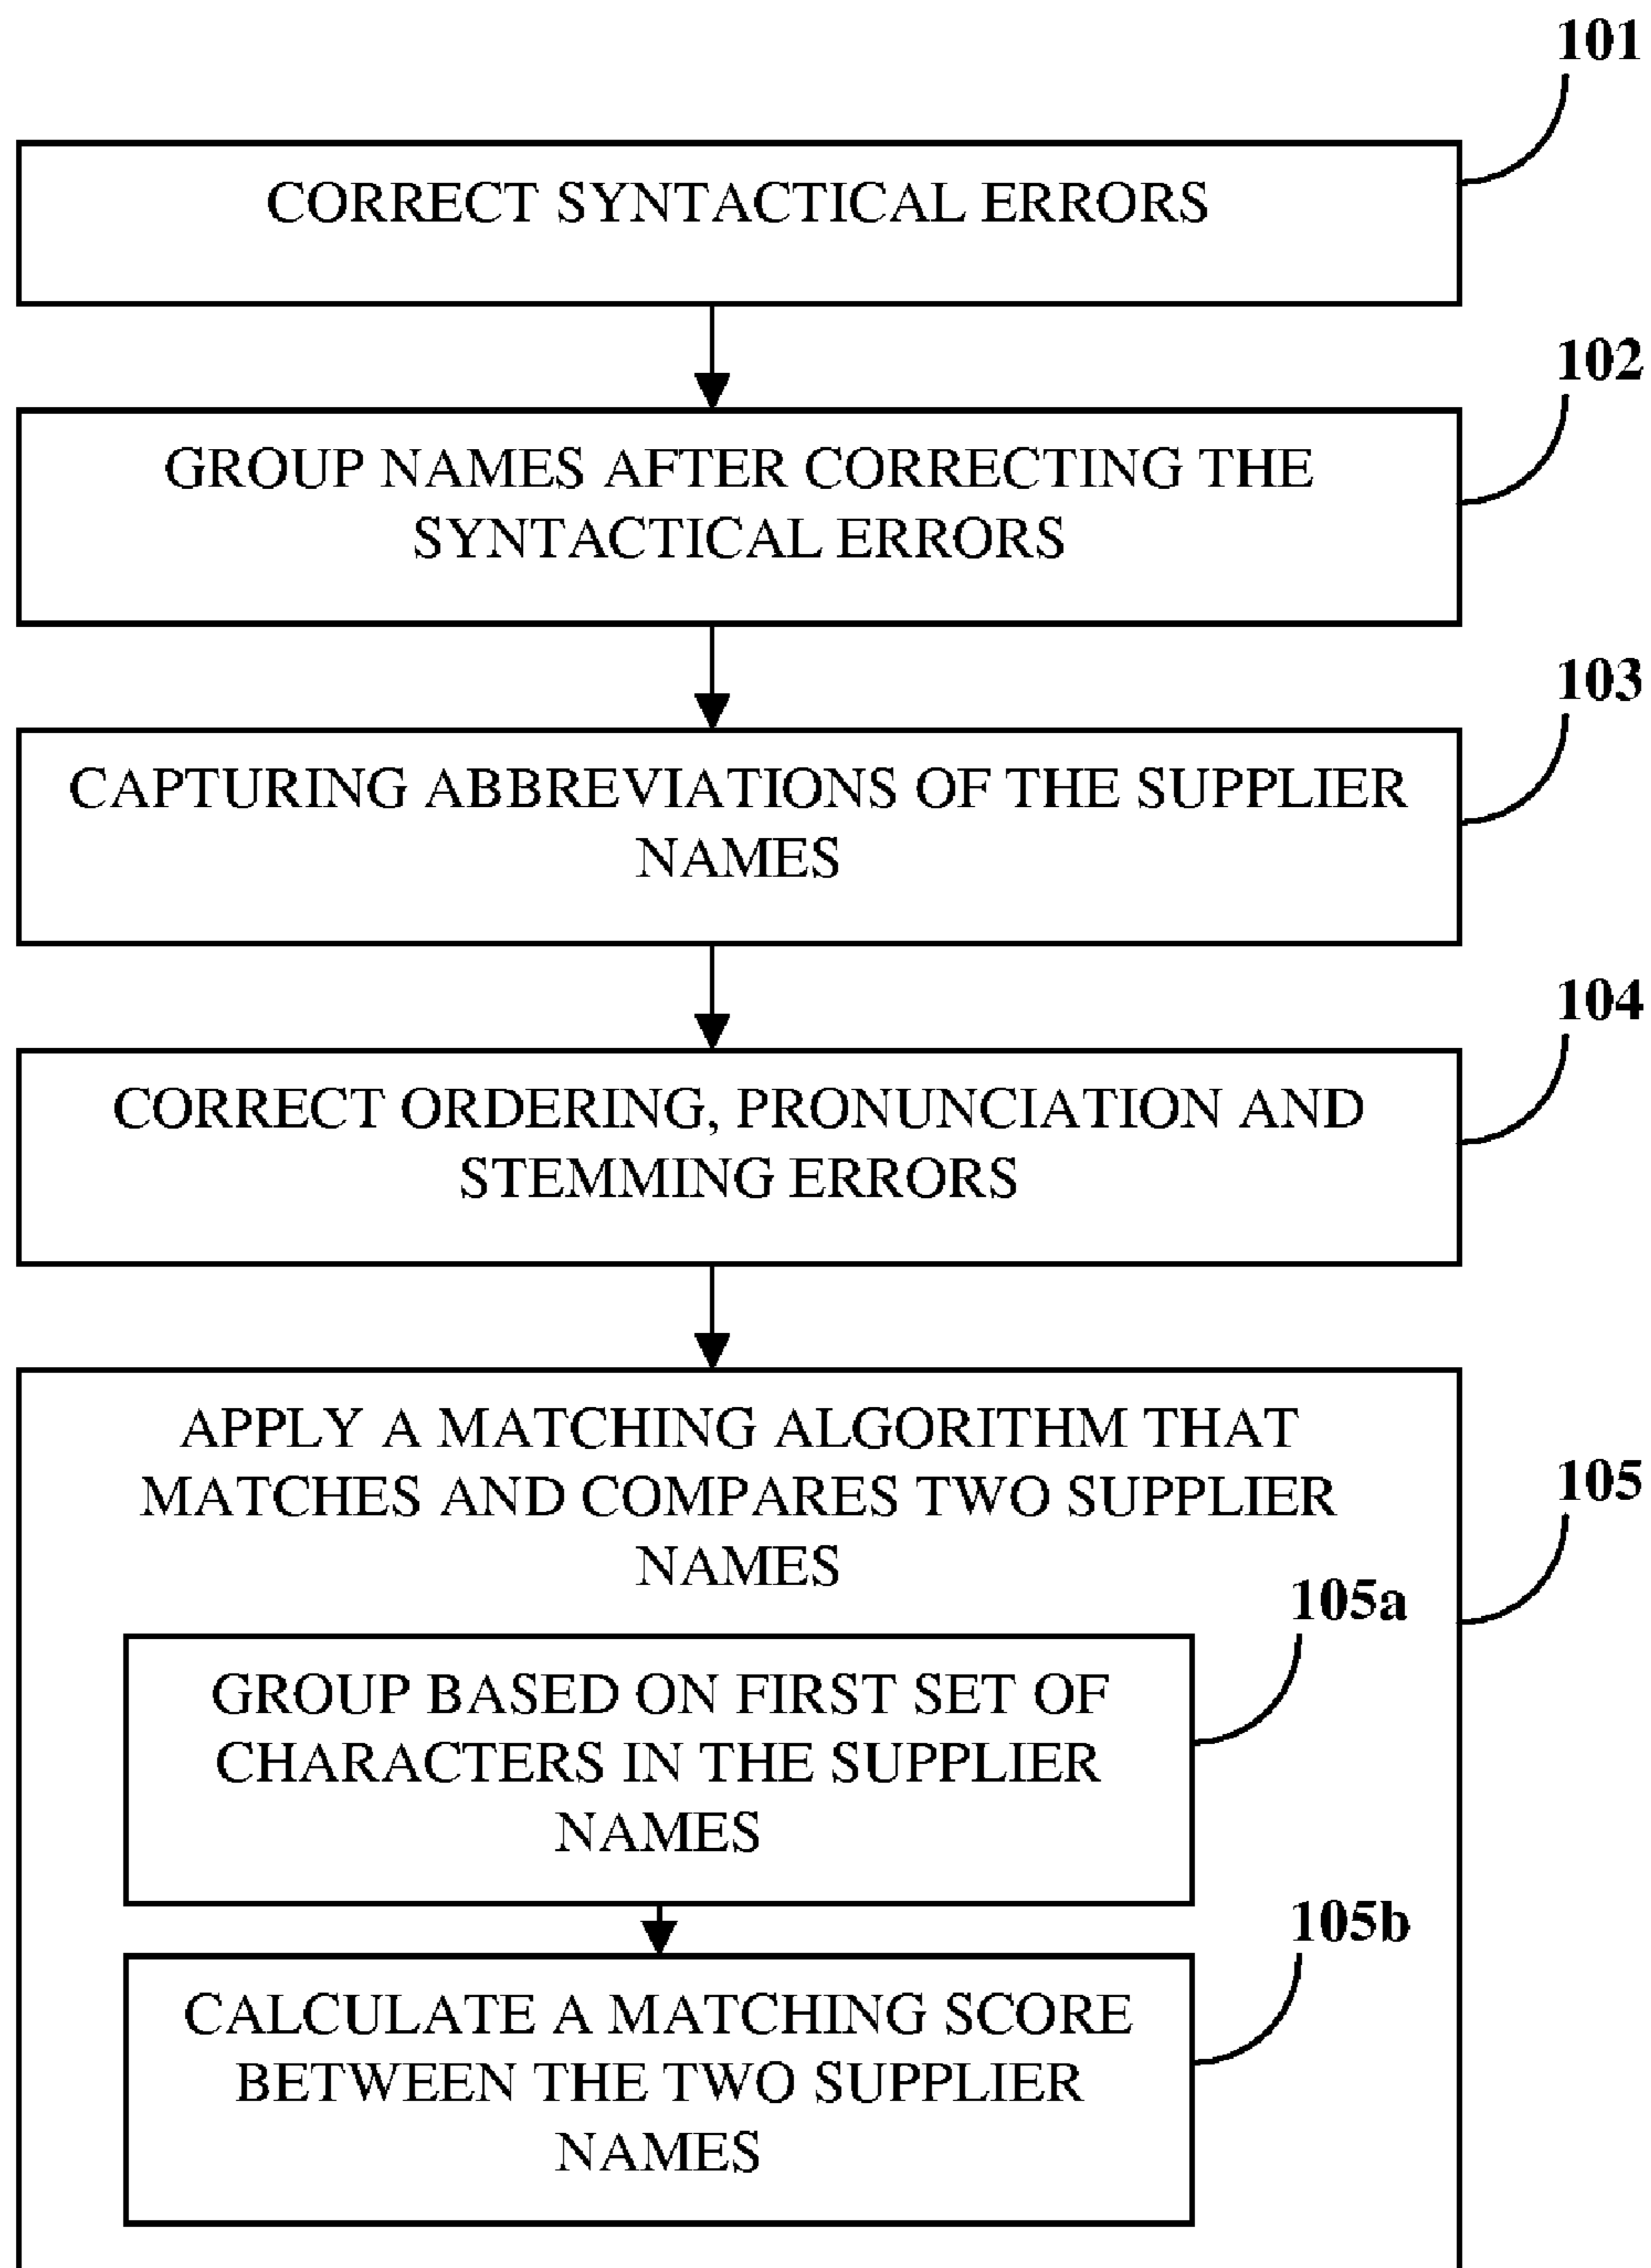 101
CORRECT SYNTACTICAL ERRORS
102
GROUP NAMES AFTER CORRECTING THE
SYNTACTICAL ERRORS
103
CAPTURING ABBREVIATIONS OF THE SUPPLIER
NAMES
104
CORRECT ORDERING, PRONUNCIATION AND
STEMMING ERRORS
105
APPLY A MATCHING ALGORITHM THAT
MATCHES AND COMPARES TWO SUPPLIER
NAMES
105a
GROUP BASED ON FIRST SET OF
CHARACTERS IN THE SUPPLIER
NAMES
105b
CALCULATE A MATCHING SCORE
BETWEEN THE TWO SUPPLIER
NAMES